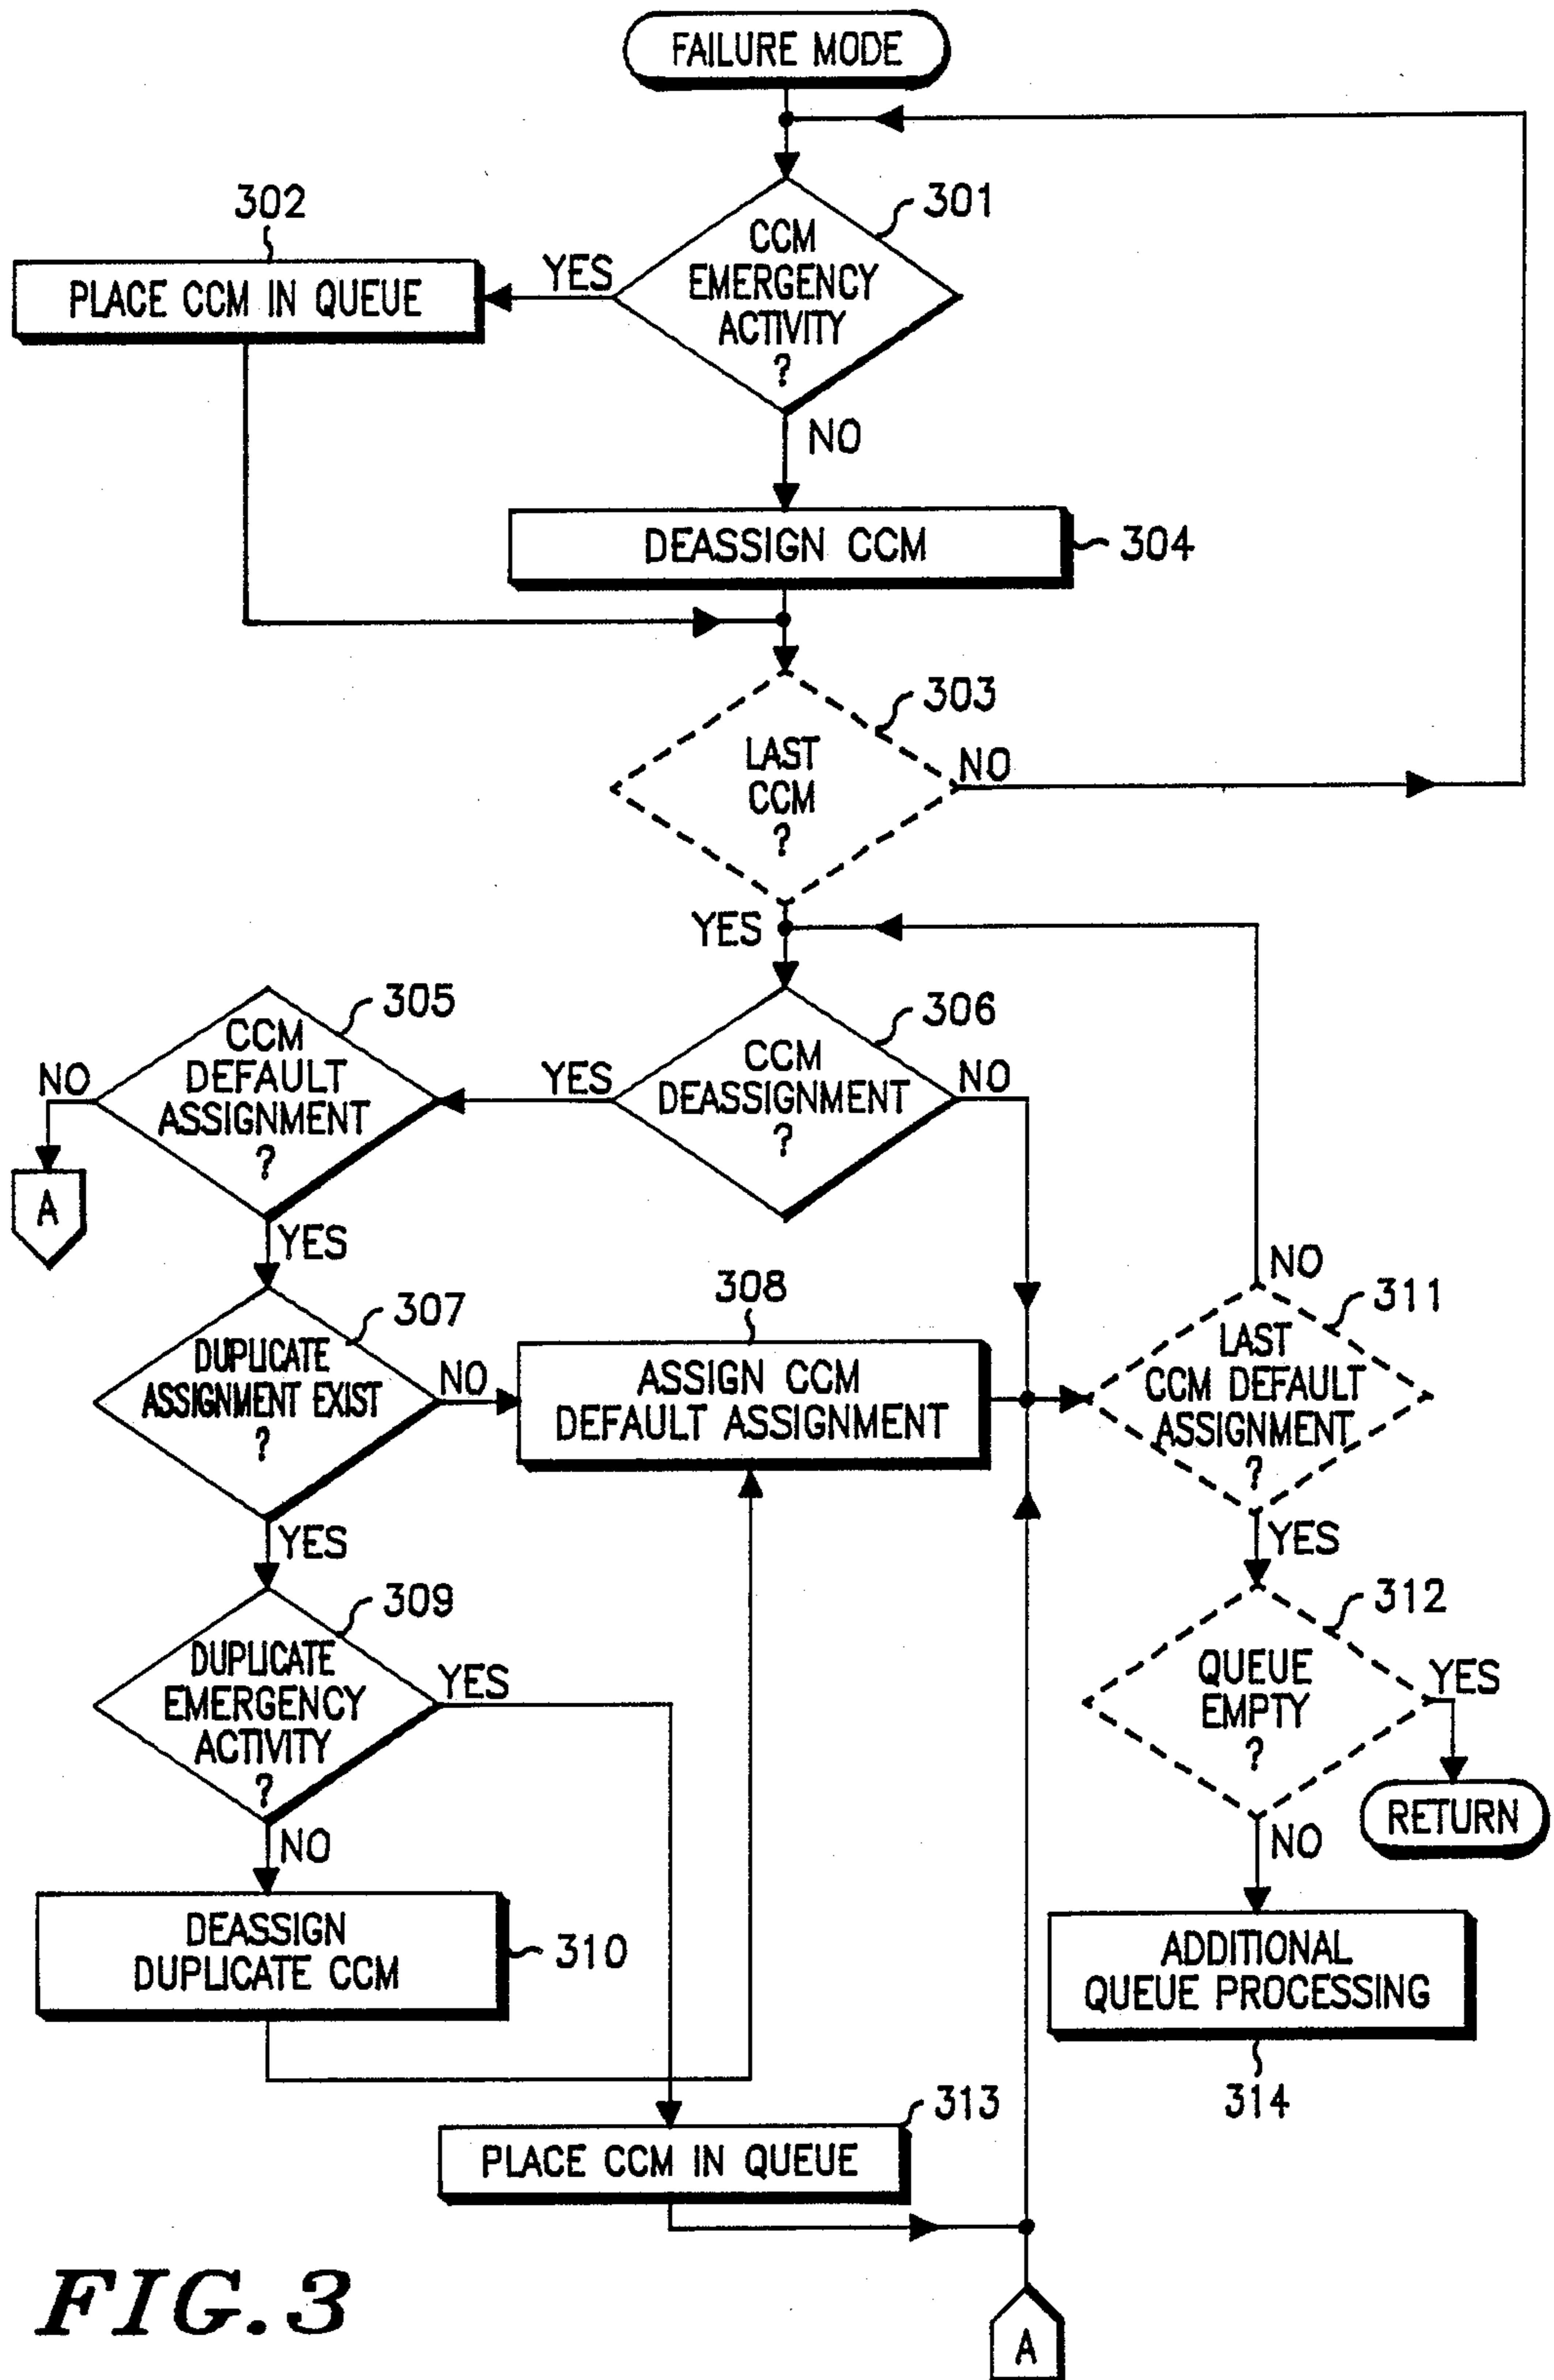 FAILURE MODE
301
CCM
EMERGENCY
ACTIVITY
?
YES
302
PLACE CCM IN QUEUE
NO
DEASSIGN CCM
304
303
LAST
CCM
?
NO
YES
306
CCM
DEASSIGNMENT
?
YES
NO
305
CCM
DEFAULT
ASSIGNMENT
?
NO
A
YES
307
DUPLICATE
ASSIGNMENT EXIST
?
NO
308
ASSIGN CCM
DEFAULT ASSIGNMENT
NO
311
LAST
CCM DEFAULT
ASSIGNMENT
?
YES
YES
309
DUPLICATE
EMERGENCY
ACTIVITY
?
YES
312
QUEUE
EMPTY
?
YES
RETURN
NO
NO
DEASSIGN
DUPLICATE CCM
310
ADDITIONAL
QUEUE PROCESSING
314
313
PLACE CCM IN QUEUE
A
FIG.3